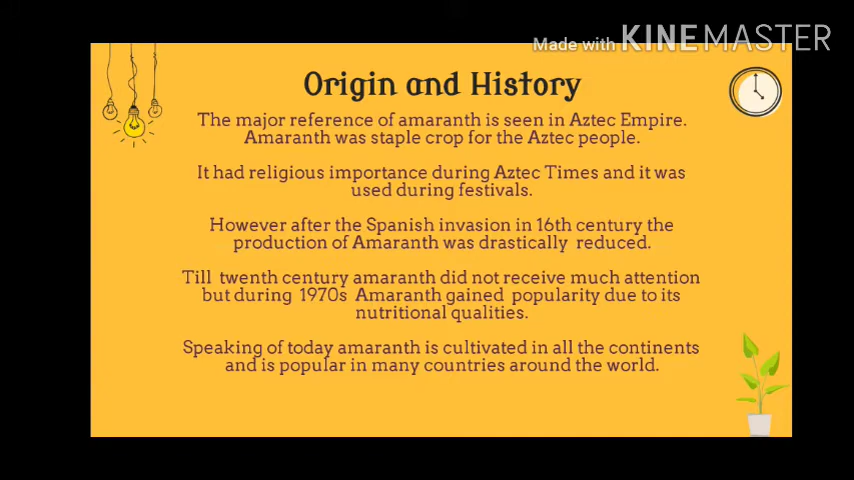 Made with KINEMASTER
Origin and History
The major reference of amaranth is seen in Aztec Empire.
Amaranth was staple crop for the Aztec people.
It had religious importance during Aztec Times and it was
used during festivals.
However after the Spanish invasion in 16th century the
production of Amaranth was drastically reduced.
Till twenth century amaranth did not receive much attention
but during 1970s Amaranth gained popularity due to its
nutritional qualities.
Speaking of today amaranth is cultivated in all the continents
and is popular in many countries around the world.